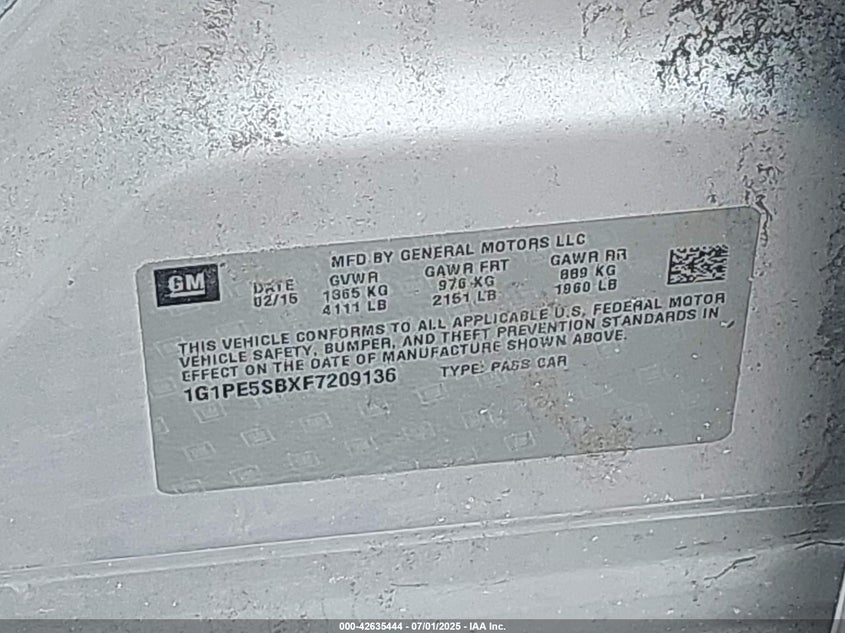 GM
MFD BY GENERAL MOTORS LLC
DATE GVWR GAWR FRT GAWR RR
02/15 1865 KG 976 KG 889 KG
4111 LB 2151 LB 1960 LB
THIS VEHICLE CONFORMS TO ALL APPLICABLE U.S. FEDERAL MOTOR
VEHICLE SAFETY, BUMPER, AND THEFT PREVENTION STANDARDS IN
EFFECT ON THE DATE OF MANUFACTURE SHOWN ABOVE.
1G1PE5SBXF7209136 TYPE: PASS CAR
000-42635444 - 07/01/2025 - IAA Inc.